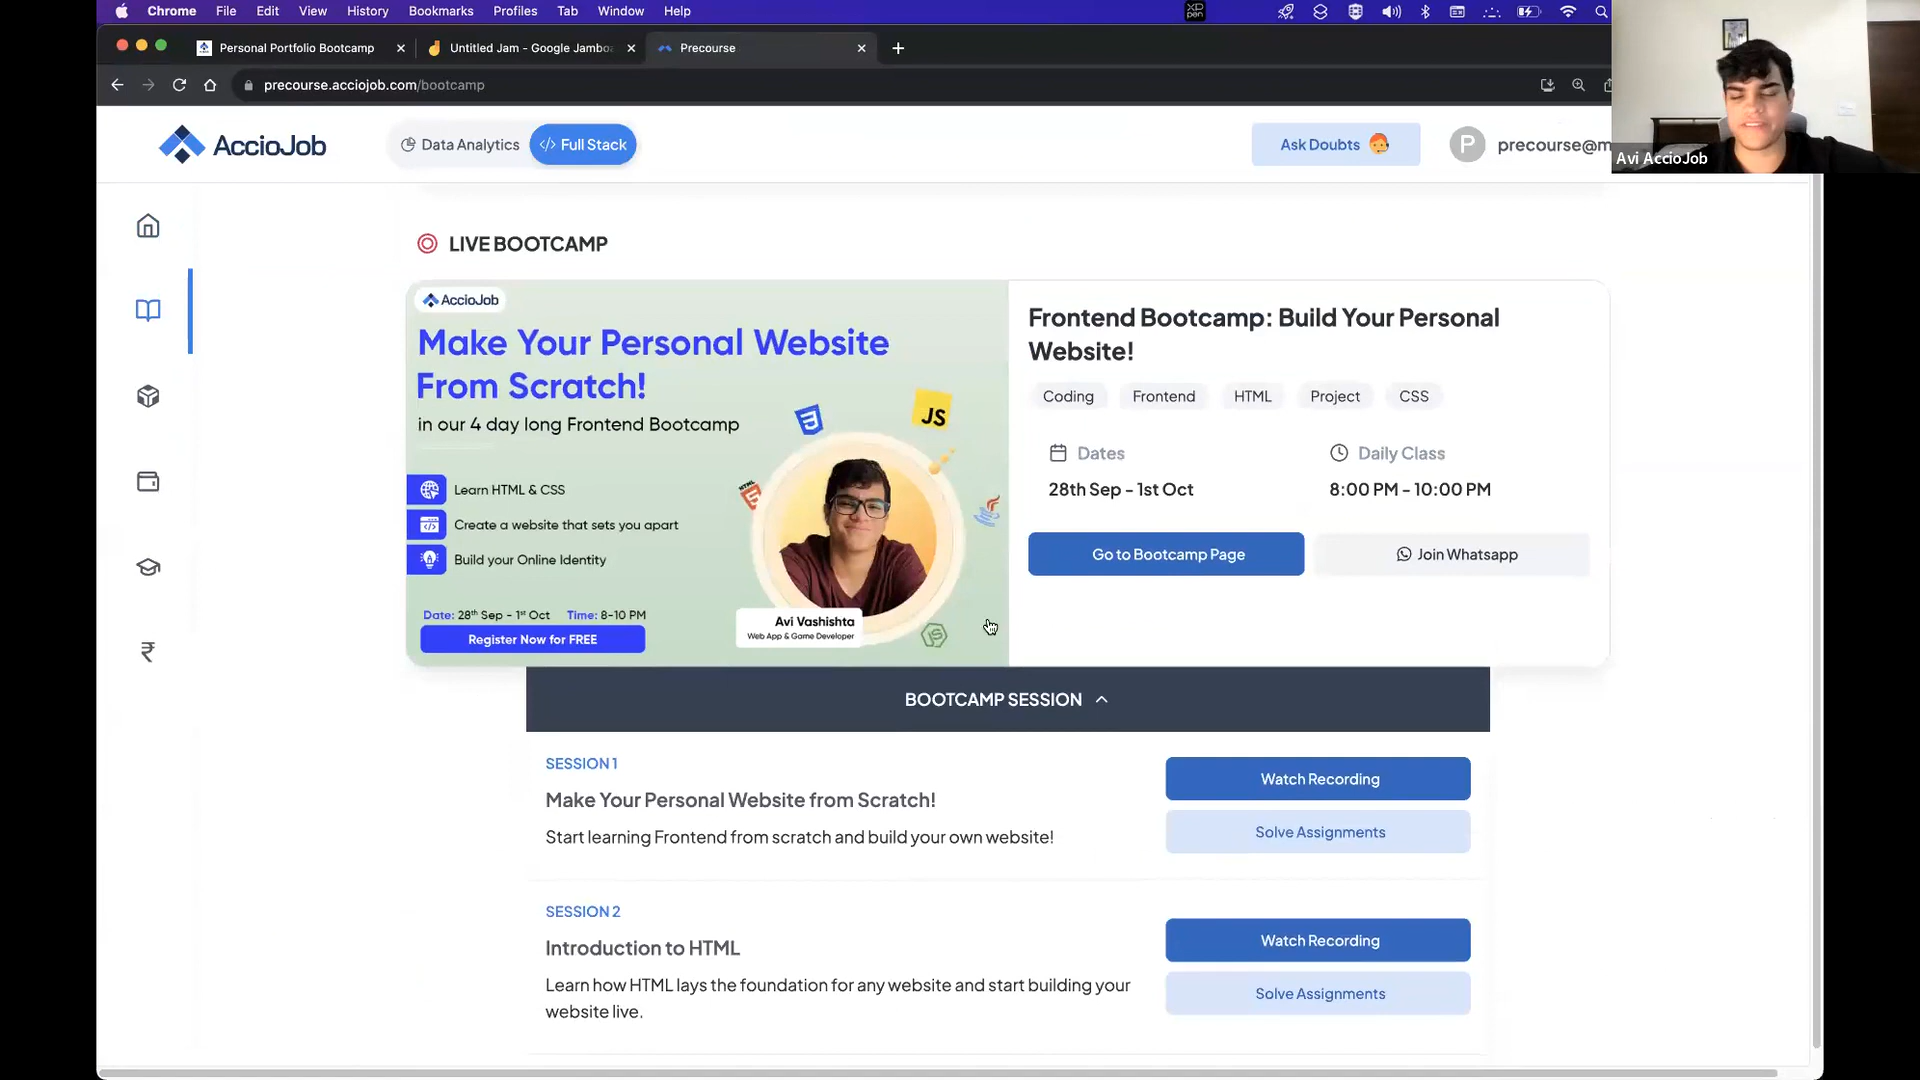 Chrome File Edit View History Bookmarks Profiles Tab Window Help
XD
pen
Personal Portfolio Bootcamp
Untitled Jam - Google Jamboa
Precourse
precourse.acciojob.com/bootcamp
AccioJob
Data Analytics
</> Full Stack
Ask Doubts
P
precourse@m
Avi AccioJob
LIVE BOOTCAMP
AccioJob
Make Your Personal Website
From Scratch!
in our 4 day long Frontend Bootcamp
JS
HTML
Learn HTML & CSS
Create a website that sets you apart
Build your Online Identity
Date: 28th Sep - 1st Oct Time: 8-10 PM
Register Now for FREE
Avi Vashishta
Web App & Game Developer
Frontend Bootcamp: Build Your Personal
Website!
Coding Frontend HTML Project CSS
Dates
28th Sep - 1st Oct
Daily Class
8:00 PM - 10:00 PM
Go to Bootcamp Page
Join Whatsapp
BOOTCAMP SESSION
SESSION 1
Make Your Personal Website from Scratch!
Start learning Frontend from scratch and build your own website!
Watch Recording
Solve Assignments
SESSION 2
Introduction to HTML
Learn how HTML lays the foundation for any website and start building your
website live.
Watch Recording
Solve Assignments